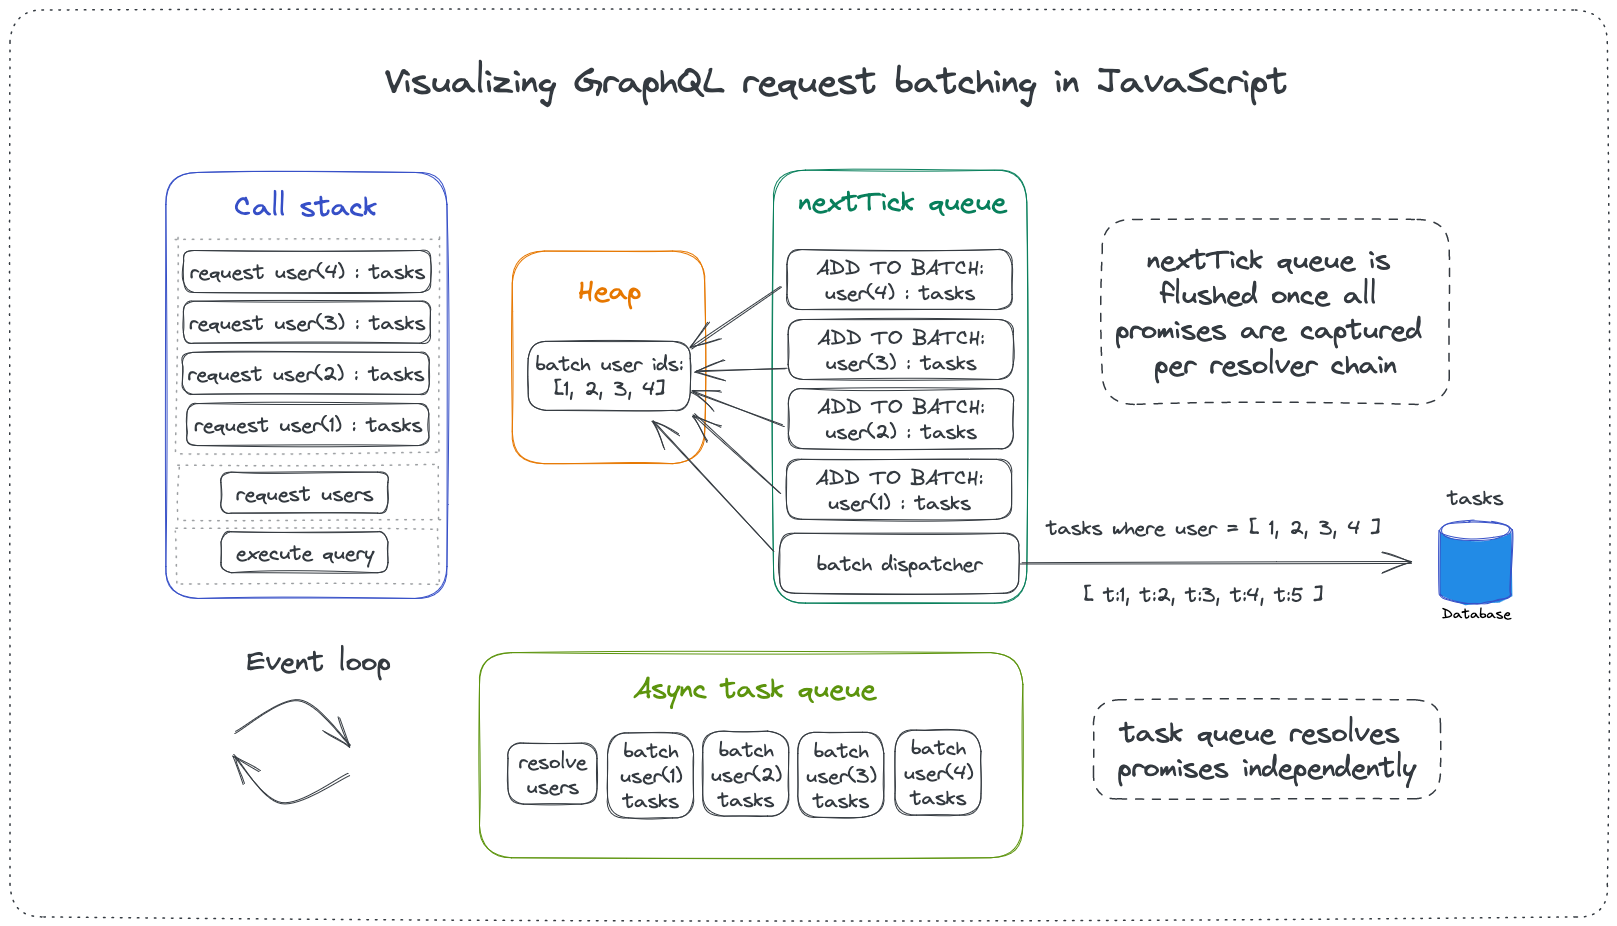 Visualizing GraphQL request batching in JavaScript
Call stack
request user(4) : tasks
request user(3) : tasks
request user(2) : tasks
request user(1) : tasks
request users
execute query
Heap
batch user ids:
[1, 2, 3, 4]
nextTick queue
ADD TO BATCH:
user(4) : tasks
ADD TO BATCH:
user(3) : tasks
ADD TO BATCH:
user(2) : tasks
ADD TO BATCH:
user(1) : tasks
batch dispatcher
nextTick queue is
flushed once all
promises are captured
per resolver chain
tasks where user = [ 1, 2, 3, 4 ]
[ t:1, t:2, t:3, t:4, t:5 ]
tasks
Database
Event loop
Async task queue
resolve
users
batch
user(1)
tasks
batch
user(2)
tasks
batch
user(3)
tasks
batch
user(4)
tasks
task queue resolves
promises independently